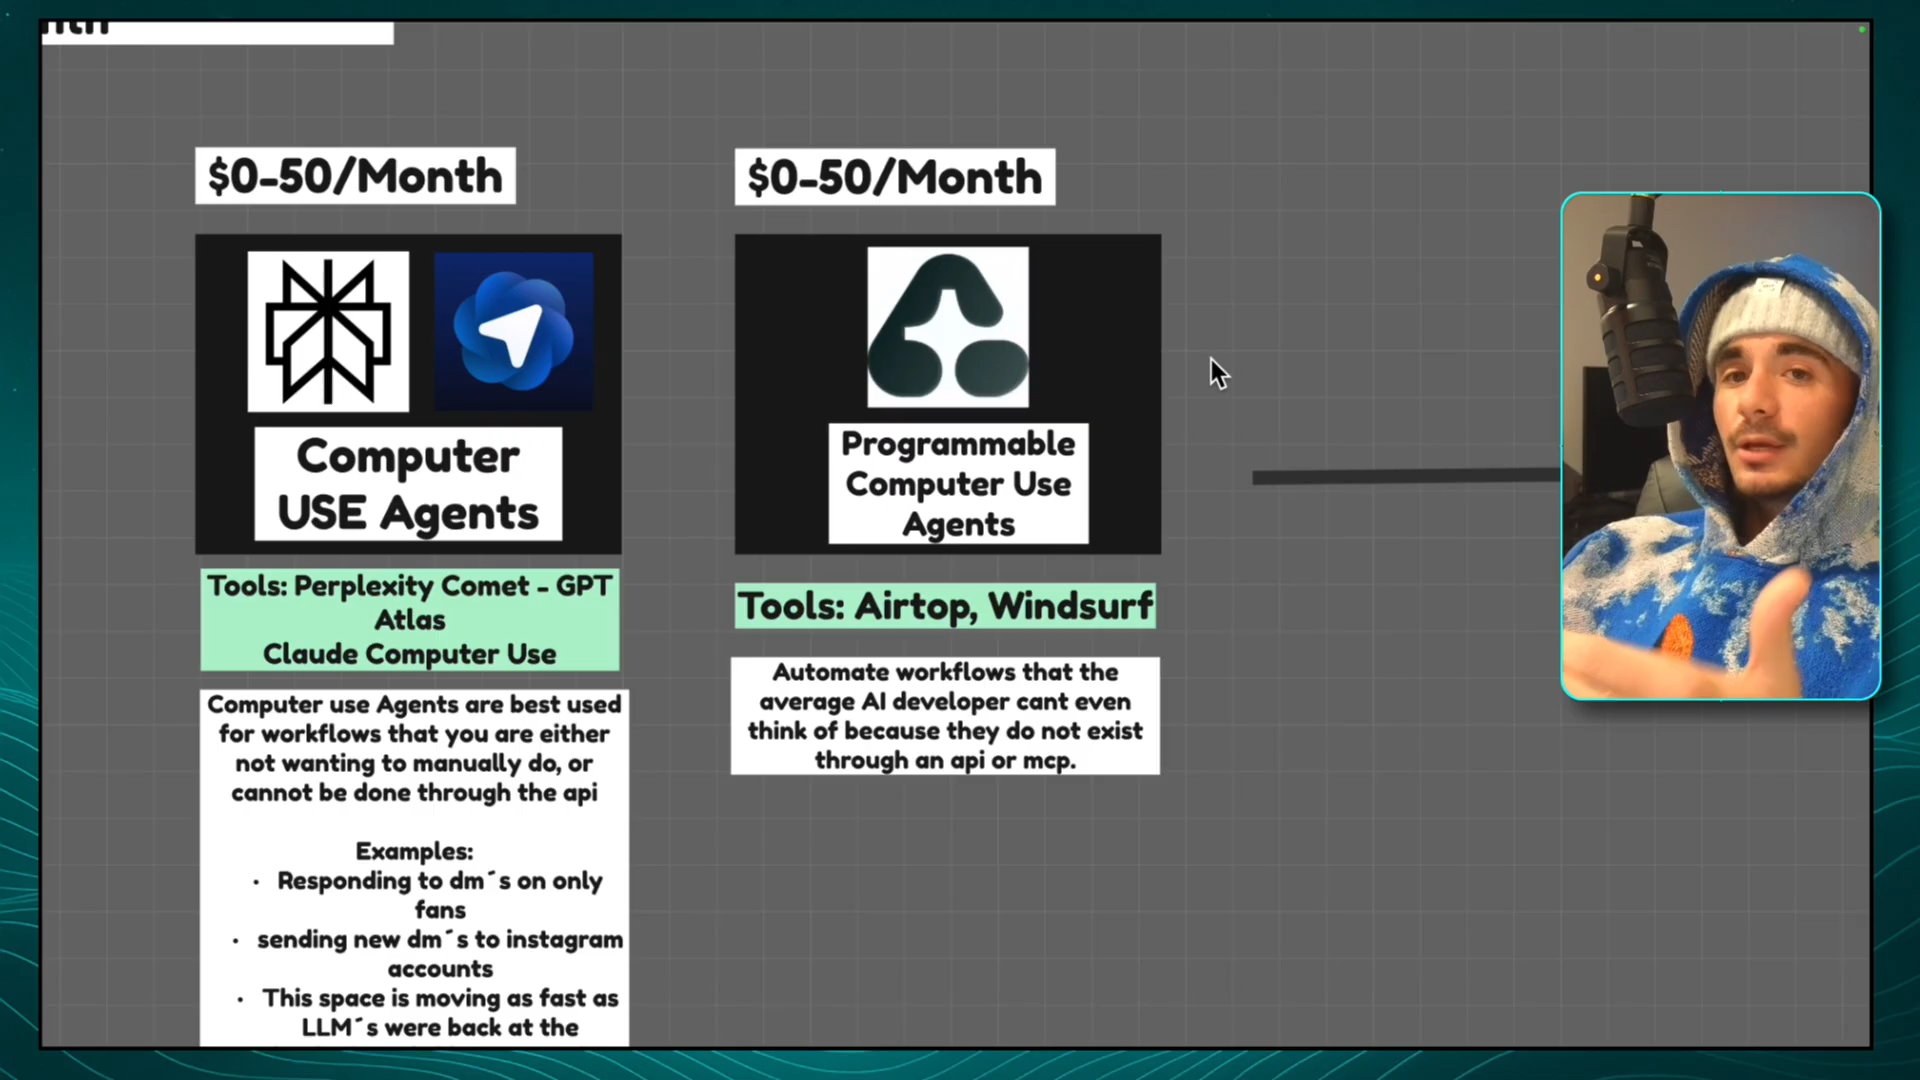 $0-50/Month
Computer
USE Agents
Tools: Perplexity Comet - GPT
Atlas
Claude Computer Use
Computer use Agents are best used
for workflows that you are either
not wanting to manually do, or
cannot be done through the api
Examples:
· Responding to dm´s on only
fans
· sending new dm´s to instagram
accounts
· This space is moving as fast as
LLM´s were back at the
$0-50/Month
Programmable
Computer Use
Agents
Tools: Airtop, Windsurf
Automate workflows that the
average AI developer cant even
think of because they do not exist
through an api or mcp.